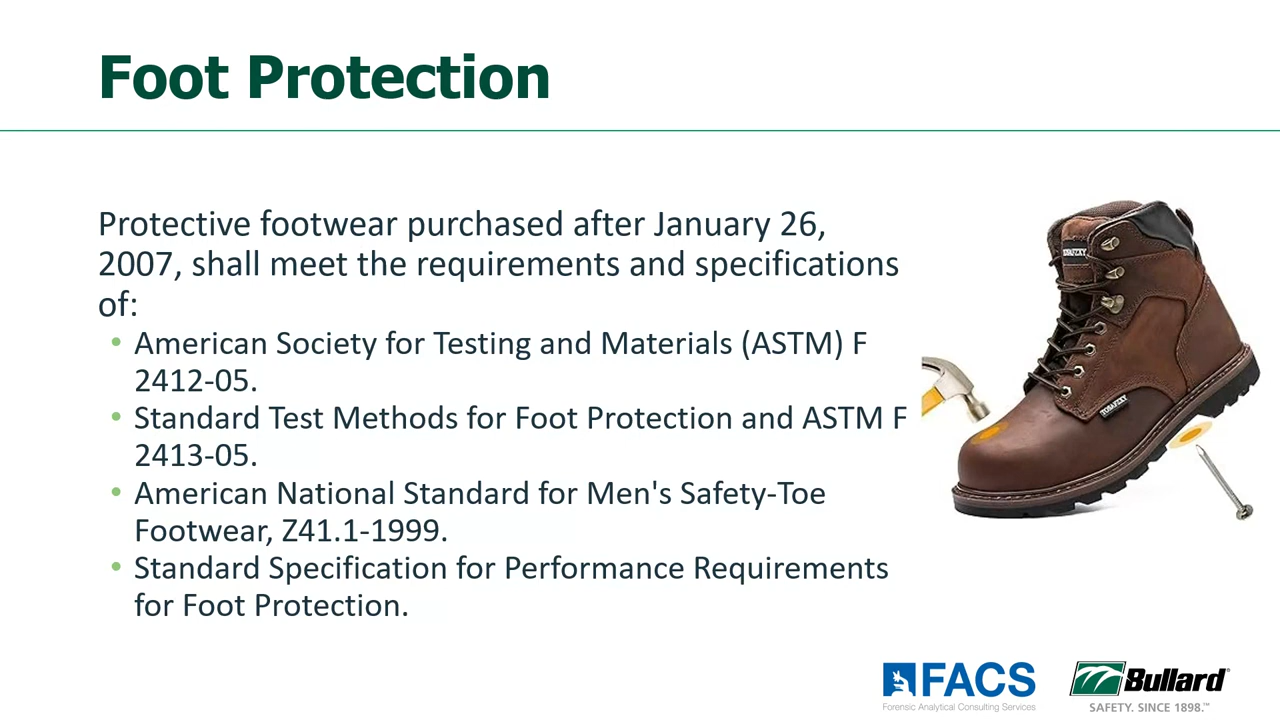 Foot Protection
Protective footwear purchased after January 26,
2007, shall meet the requirements and specifications
of:
• American Society for Testing and Materials (ASTM) F
2412-05.
• Standard Test Methods for Foot Protection and ASTM F
2413-05.
• American National Standard for Men's Safety-Toe
Footwear, Z41.1-1999.
• Standard Specification for Performance Requirements
for Foot Protection.
FACS
Forensic Analytical Consulting Services
Bullard®
SAFETY. SINCE 1898.™